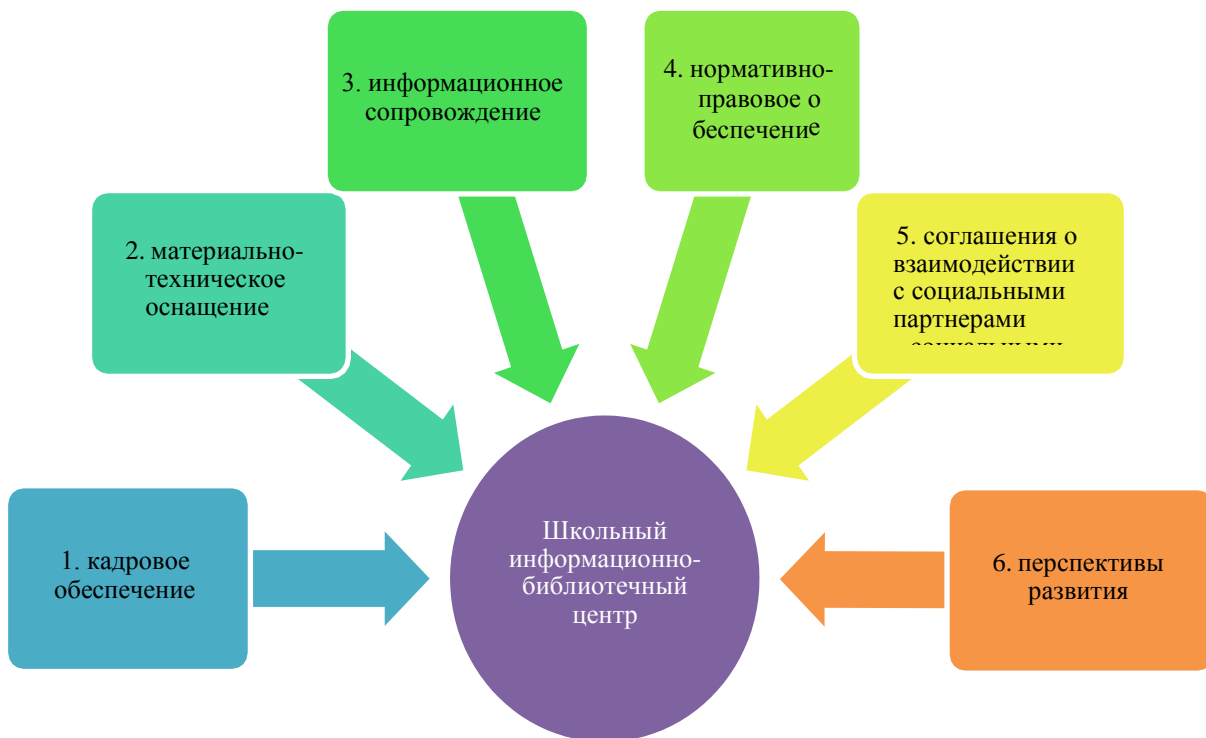 1. кадровое
обеспечение
2. материально-
техническое
оснащение
3. информационное
сопровождение
4. нормативно-
правовое о
беспечение
5. соглашения о
взаимодействии
с социальными
партнерами
с социальными
6. перспективы
развития
Школьный
информационно-
библиотечный
центр